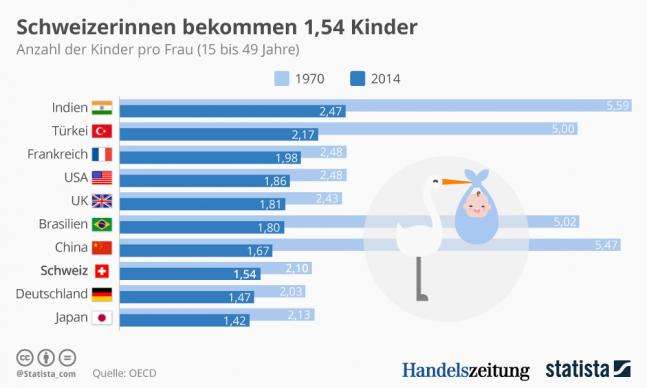 Schweizerinnen bekommen 1,54 Kinder
Anzahl der Kinder pro Frau (15 bis 49 Jahre)
1970 2014
Indien 5,59 2,47
Türkei 5,00 2,17
Frankreich 2,48 1,98
USA 2,48 1,86
UK 2,43 1,81
Brasilien 5,02 1,80
China 5,47 1,67
Schweiz 2,10 1,54
Deutschland 2,03 1,47
Japan 2,13 1,42
@Statista_com Quelle: OECD
Handelszeitung statista